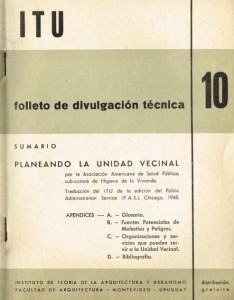 ITU
folleto de divulgación técnica
10
SUMARIO
PLANEANDO LA UNIDAD VECINAL
por la Asociación Americana de Salud Pública,
sub-comité de Higiene de la Vivienda.
Traducción del ITU de la edición del Public
Administration Service (P.A.S.), Chicago, 1948.
APENDICES — A. — Glosario.
B. — Fuentes Potenciales de
Molestias y Peligros.
C. — Organizaciones y ser-
vicios que pueden ser-
vir a la Unidad Vecinal.
D. — Bibliografía.
INSTITUTO DE TEORIA DE LA ARQUITECTURA Y URBANISMO
FACULTAD DE ARQUITECTURA - MONTEVIDEO - URUGUAY
distribución
gratuita